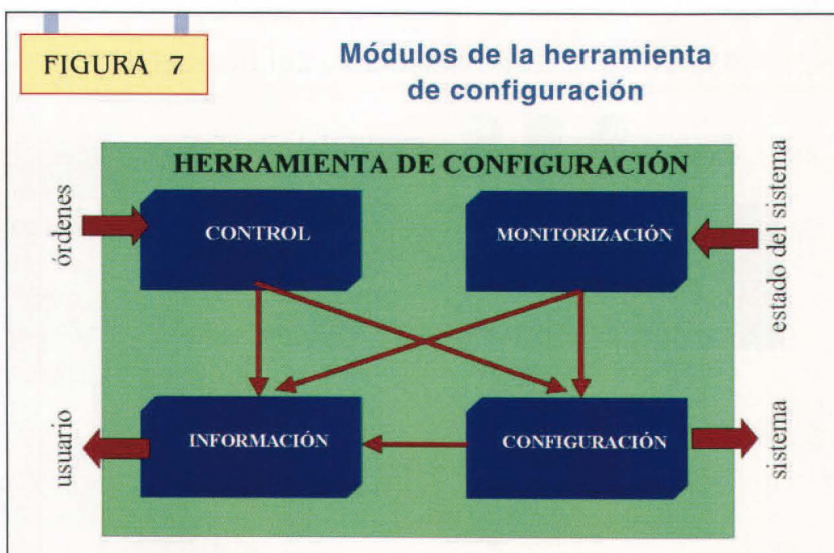 FIGURA 7
Módulos de la herramienta
de configuración
HERRAMIENTA DE CONFIGURACIÓN
órdenes
CONTROL
MONITORIZACIÓN
estado del sistema
usuario
INFORMACIÓN
CONFIGURACIÓN
sistema